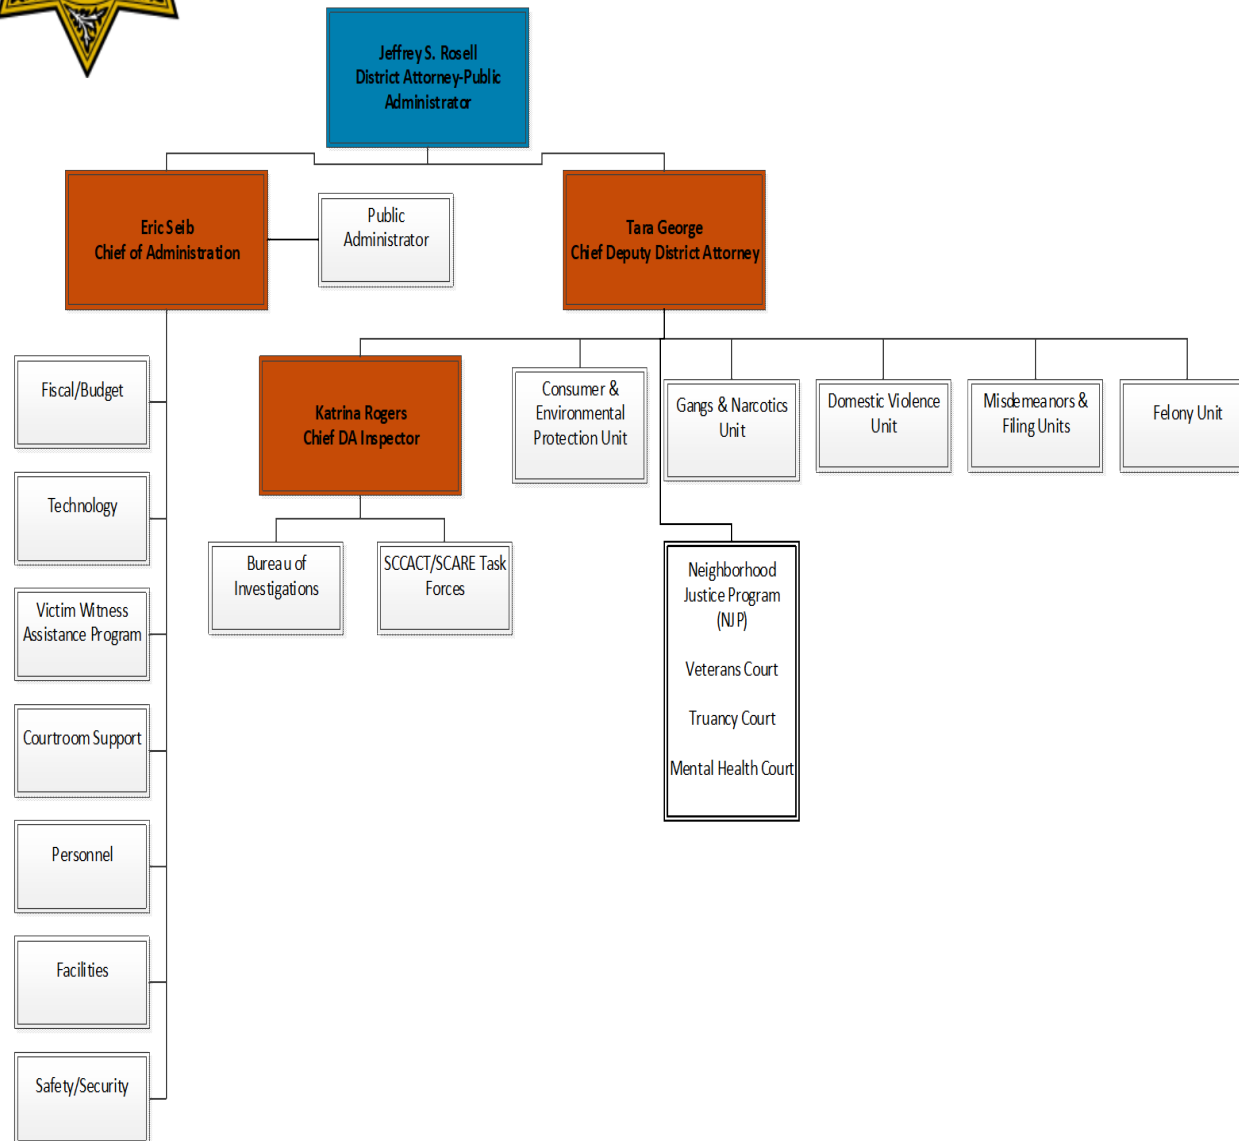 Jeffrey S. Rosell
District Attorney-Public
Administrator
Eric Seib
Chief of Administration
Public
Administrator
Tara George
Chief Deputy District Attorney
Fiscal/Budget
Technology
Victim Witness
Assistance Program
Courtroom Support
Personnel
Facilities
Safety/Security
Katrina Rogers
Chief DA Inspector
Bureau of
Investigations
SCCACT/SCARE Task
Forces
Consumer &
Environmental
Protection Unit
Gangs & Narcotics
Unit
Domestic Violence
Unit
Misdemeanors &
Filing Units
Felony Unit
Neighborhood
Justice Program
(NJP)
Veterans Court
Truancy Court
Mental Health Court